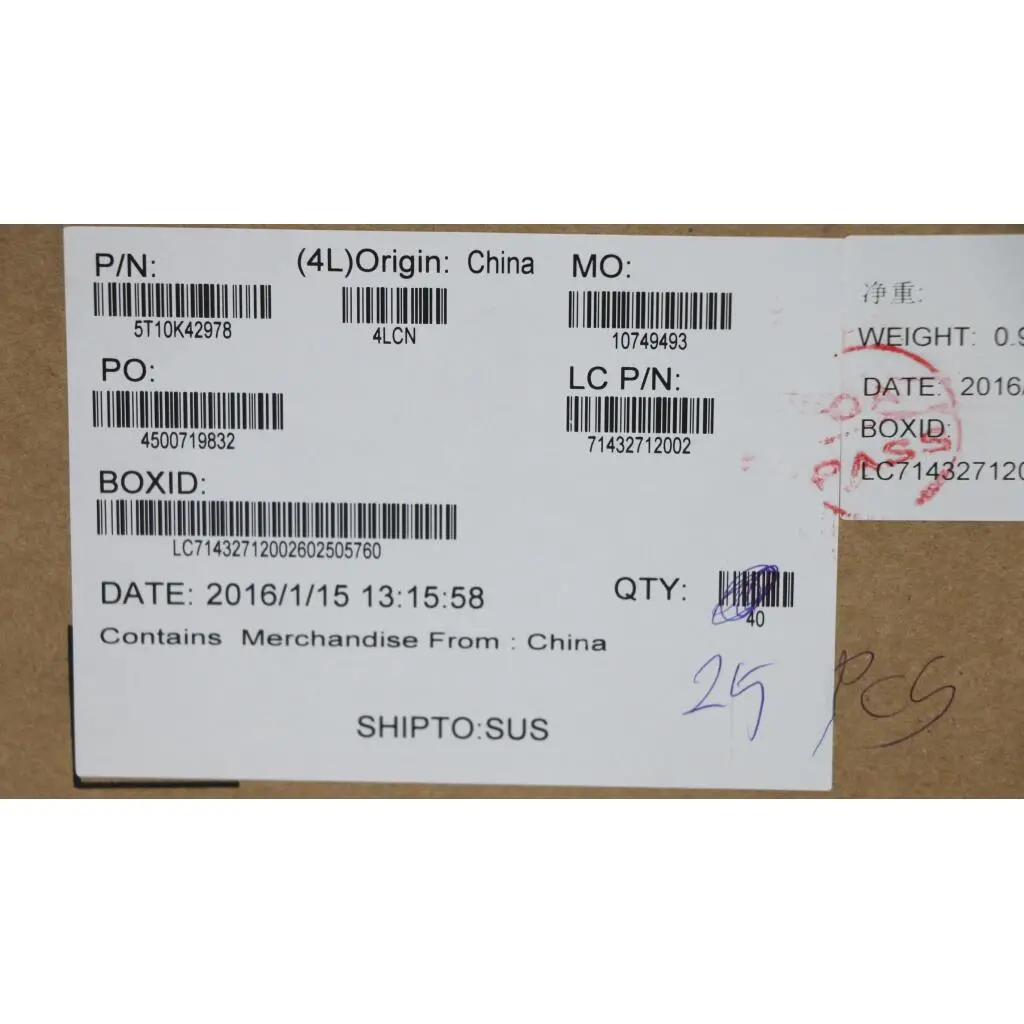 P/N: (4L)Origin: China MO:
5T10K42978 4LCN 10749493
PO: LC P/N:
4500719832 71432712002
BOXID:
LC71432712002602505760
DATE: 2016/1/15 13:15:58 QTY:
40
Contains Merchandise From : China
25 PCS
SHIPTO:SUS
净重:
WEIGHT: 0.9
DATE: 2016/
BOXID:
LC714327120